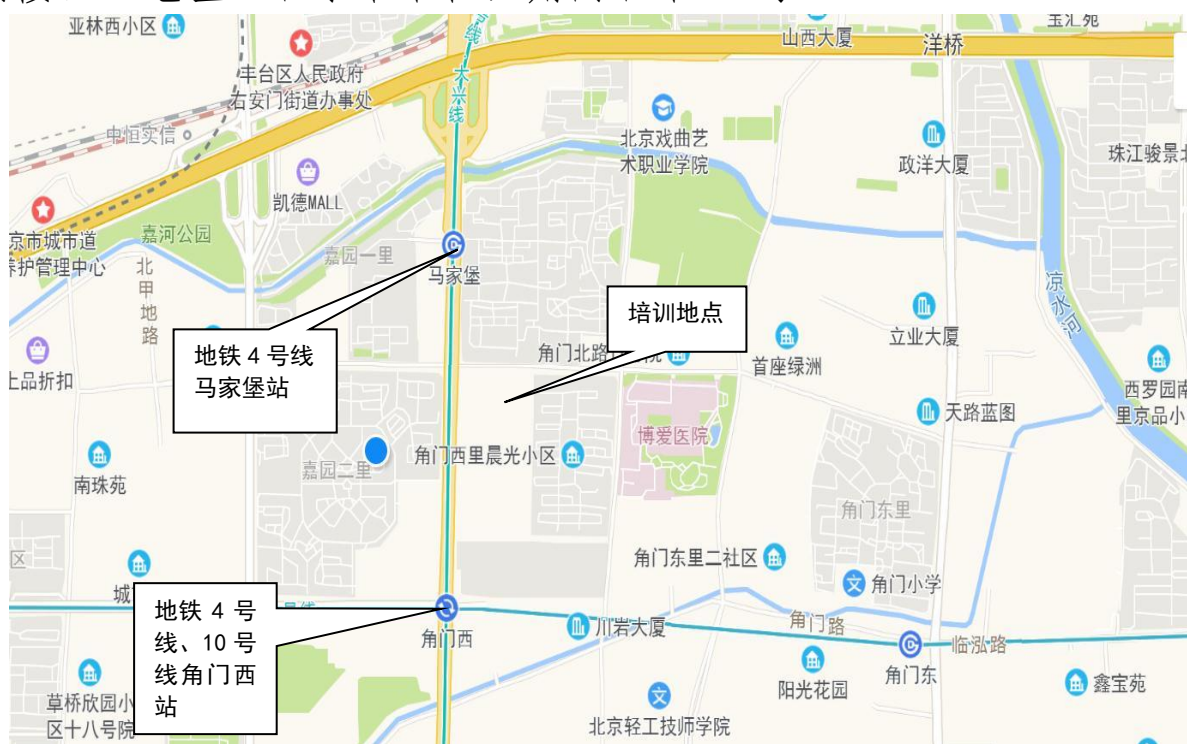 亚林西小区
丰台区人民政府
右安门街道办事处
中恒实信
大兴线
山西大厦
洋桥
宝汇苑
凯德MALL
北京戏曲艺
术职业学院
政洋大厦
珠江骏景
京市城市道
养护管理中心
嘉河公园
北甲地路
嘉园一里
马家堡
凉水河
地铁 4 号线
马家堡站
培训地点
角门北路
首座绿洲
立业大厦
上品折扣
西罗园南
里京品小
天路蓝图
博爱医院
角门西里晨光小区
嘉园二里
南珠苑
角门东里
区
角门东里二社区
角门小学
城
地铁 4 号
线、10 号
线角门西
站
角门西
川岩大厦
角门路
临泓路
角门东
阳光花园
鑫宝苑
草桥欣园小
区十八号院
北京轻工技师学院